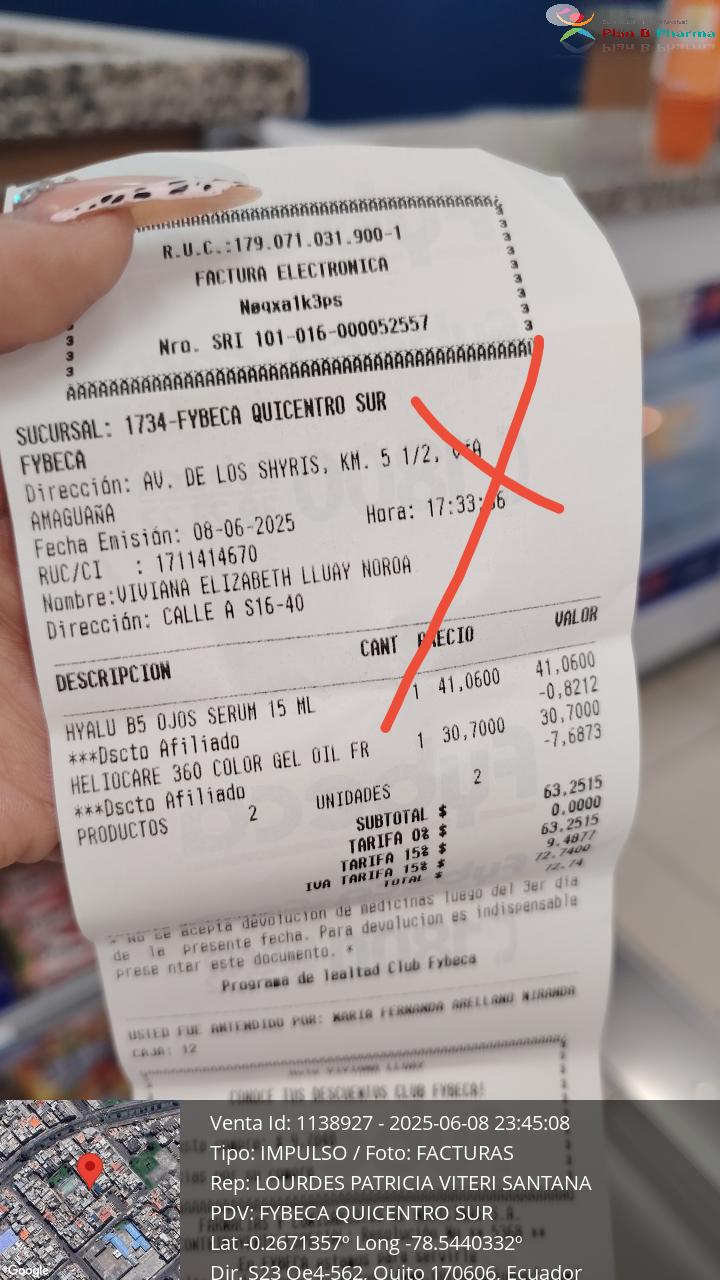 Plan B Pharma
R.U.C.:179.071.031.900-1
FACTURA ELECTRONICA
Nøqxa1k3ps
Nro. SRI 101-016-000052557
SUCURSAL: 1734-FYBECA QUICENTRO SUR
FYBECA
Dirección: AV. DE LOS SHYRIS, KM. 5 1/2, VÍA
AMAGUAÑA
Fecha Emisión: 08-06-2025 Hora: 17:33:
RUC/CI : 1711414670
Nombre:VIVIANA ELIZABETH LLUAY NOROA
Dirección: CALLE A S16-40
DESCRIPCION CANT PRECIO VALOR
HYALU B5 OJOS SERUM 15 ML 1 41,0600 41.0600
***Dscto Afiliado -0,8212
HELIOCARE 360 COLOR GEL OIL FR 1 30,7000 30.7000
***Dscto Afiliado -7,6873
PRODUCTOS 2 UNIDADES 2
SUBTOTAL $ 63,2515
TARIFA 0% $ 0.0000
TARIFA 15% $ 63.2515
IVA TARIFA 15% $ 9.4877
TOTAL $ 72.7400
72.74
* No se acepta devolucion de medicinas luego del 3er dia
de la presente fecha. Para devolucion es indispensable
prese ntar este documento. *
Programa de lealtad Club Fybeca
USTED FUE ANTENDIDO POR: MARIA FERNANDA ARELLANO MIRANDA
CAJA: 12
CONOCE TUS DESCUENTOS CLUB FYBECA!
Venta Id: 1138927 - 2025-06-08 23:45:08
Tipo: IMPULSO / Foto: FACTURAS
Rep: LOURDES PATRICIA VITERI SANTANA
PDV: FYBECA QUICENTRO SUR
Lat -0.2671357º Long -78.5440332º
Dir. S23 Oe4-562, Quito 170606, Ecuador
Google